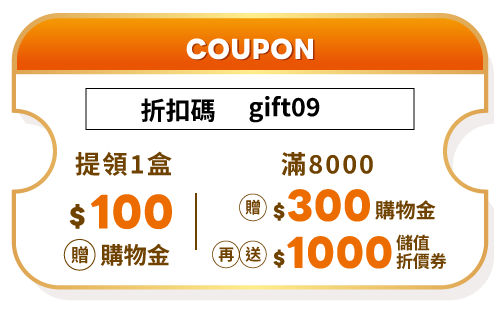 COUPON
折扣碼 gift09
提領1盒
$100
贈 購物金
滿8000
贈 $300 購物金
再 送 $1000 儲值
折價券